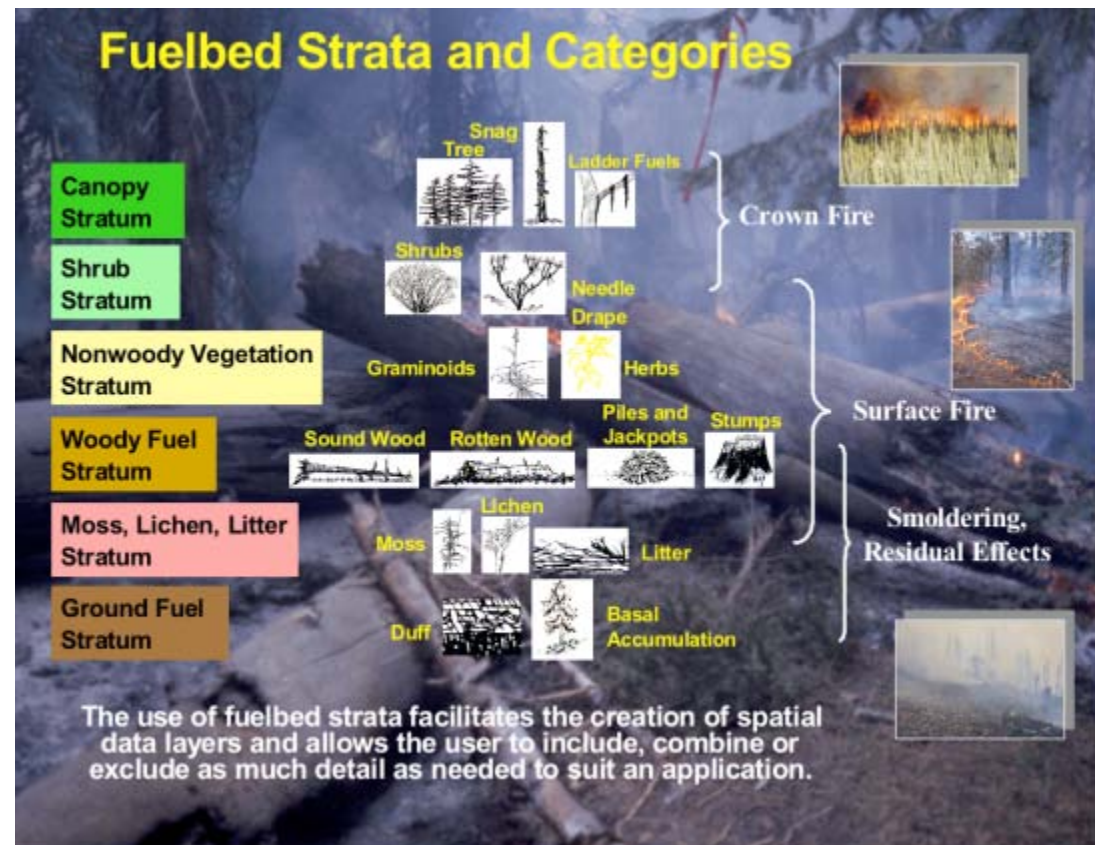 Fuelbed Strata and Categories
Canopy
Stratum
Snag
Tree
Ladder Fuels
Crown Fire
Shrub
Stratum
Shrubs
Needle
Drape
Nonwoody Vegetation
Stratum
Graminoids
Herbs
Surface Fire
Woody Fuel
Stratum
Sound Wood
Rotten Wood
Piles and
Jackpots
Stumps
Moss, Lichen, Litter
Stratum
Moss
Lichen
Litter
Smoldering,
Residual Effects
Ground Fuel
Stratum
Duff
Basal
Accumulation
The use of fuelbed strata facilitates the creation of spatial
data layers and allows the user to include, combine or
exclude as much detail as needed to suit an application.